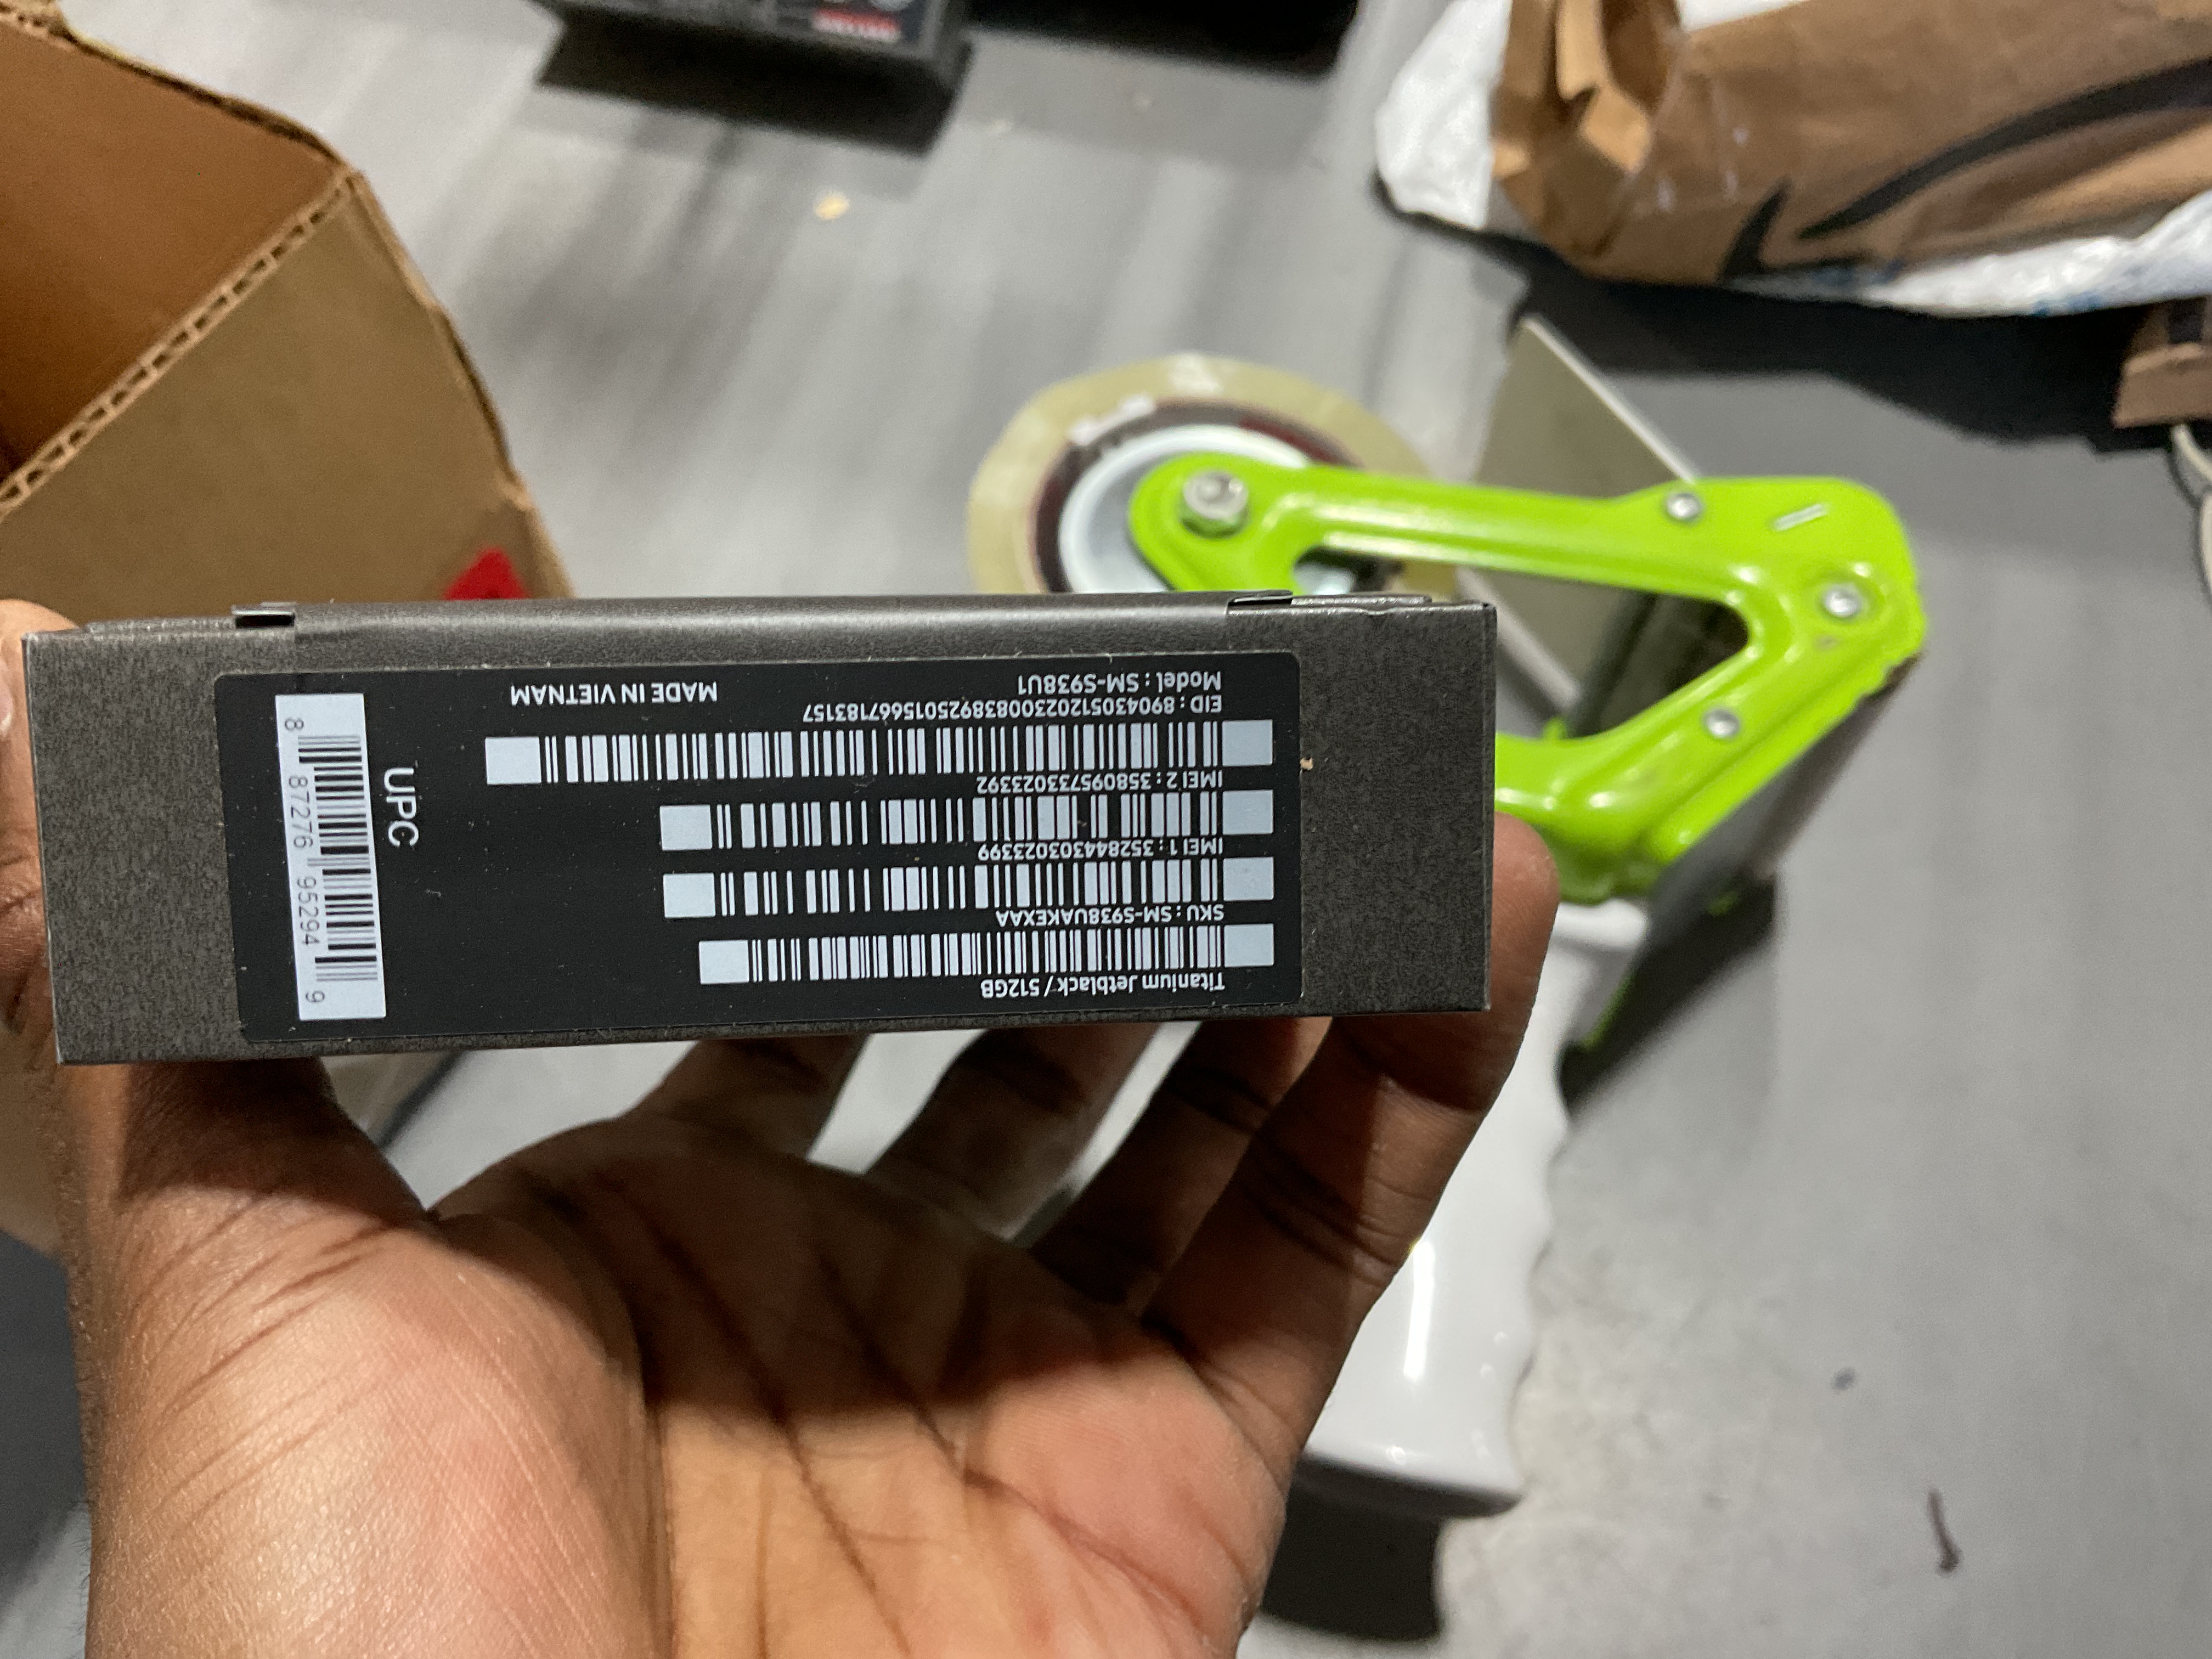 Titanium Jetblack / 512GB
SKU : SM-S938UAKEXAA
IMEI 1 : 352844303023399
IMEI 2 : 358095733023392
EID : 89043051202300838925015667183157
Model : SM-S938U1
MADE IN VIETNAM
UPC
8 87276 95294 9